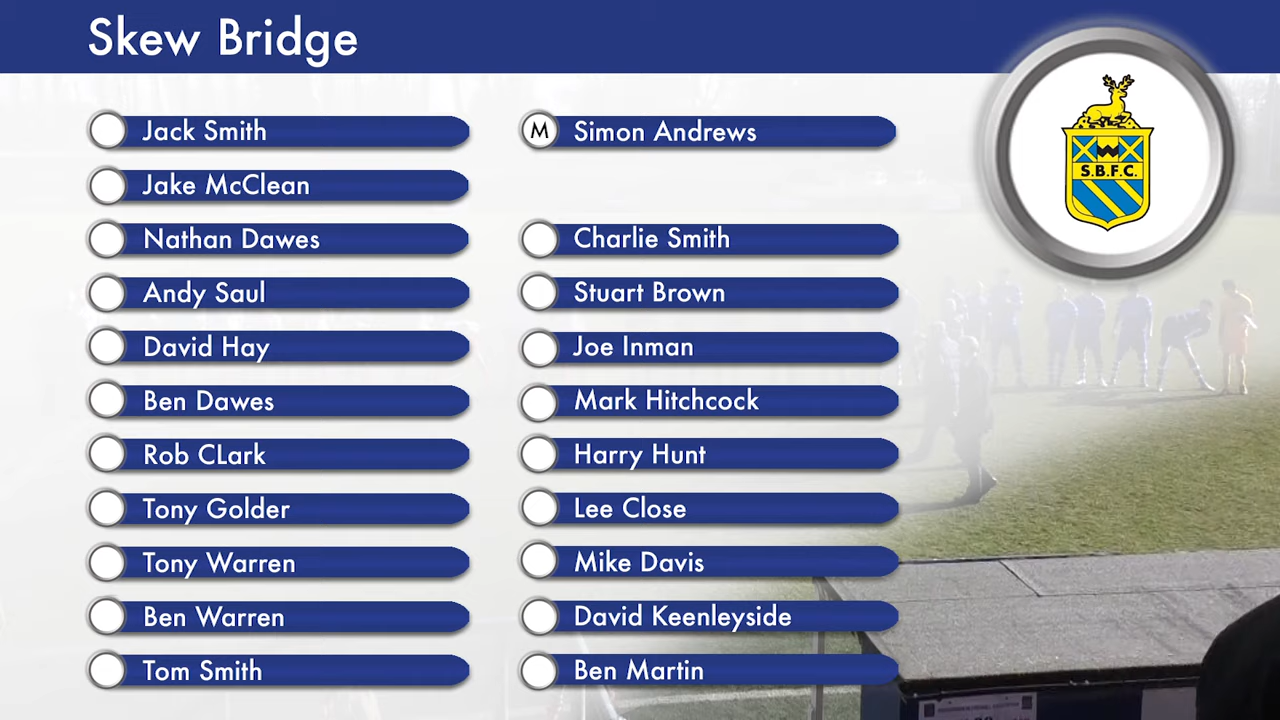 Skew Bridge
Jack Smith
Jake McClean
Nathan Dawes
Andy Saul
David Hay
Ben Dawes
Rob CLark
Tony Golder
Tony Warren
Ben Warren
Tom Smith
M Simon Andrews
Charlie Smith
Stuart Brown
Joe Inman
Mark Hitchcock
Harry Hunt
Lee Close
Mike Davis
David Keenleyside
Ben Martin
S.B.F.C.